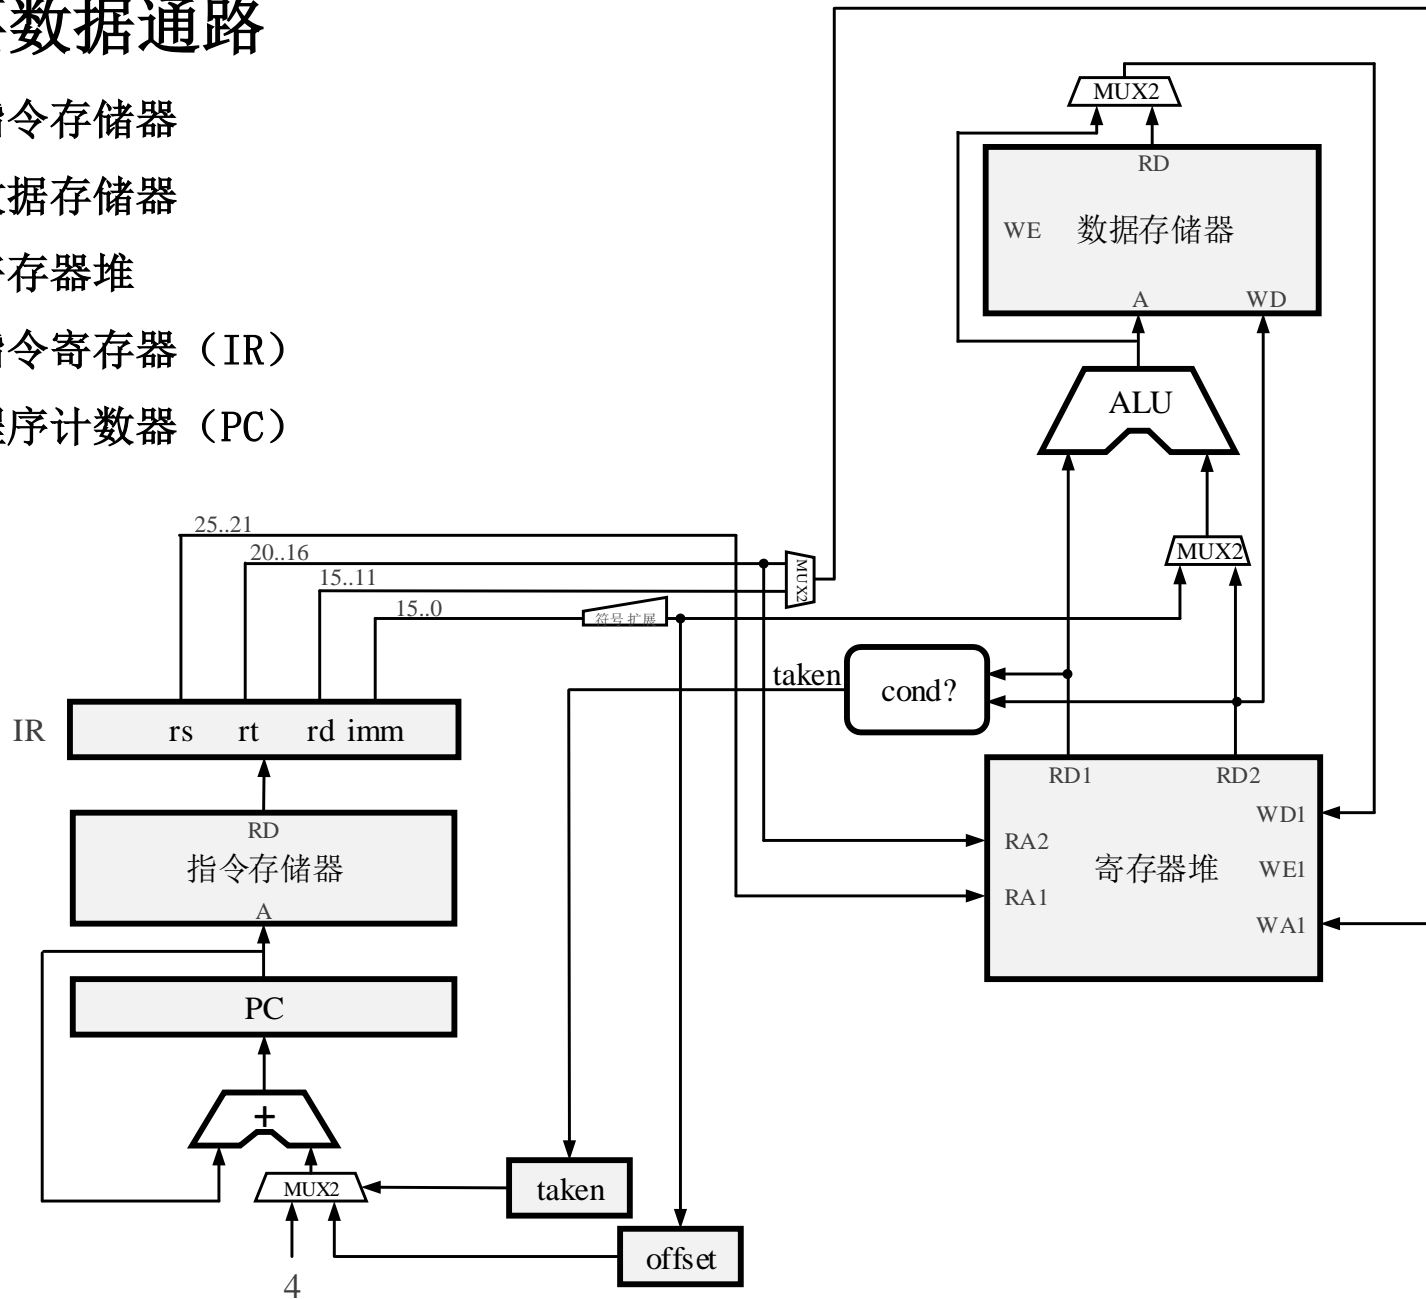 数据通路
令存储器
据存储器
存器堆
令寄存器（IR）
序计数器（PC）
MUX2
RD
WE 数据存储器
A WD
ALU
25..21
20..16
15..11
15..0
符号扩展
MUX2
MUX2
taken
cond?
IR
rs rt rd imm
RD1 RD2
WD1
RD
指令存储器
A
RA2
寄存器堆
WE1
RA1
WA1
PC
+
MUX2
taken
offset
4